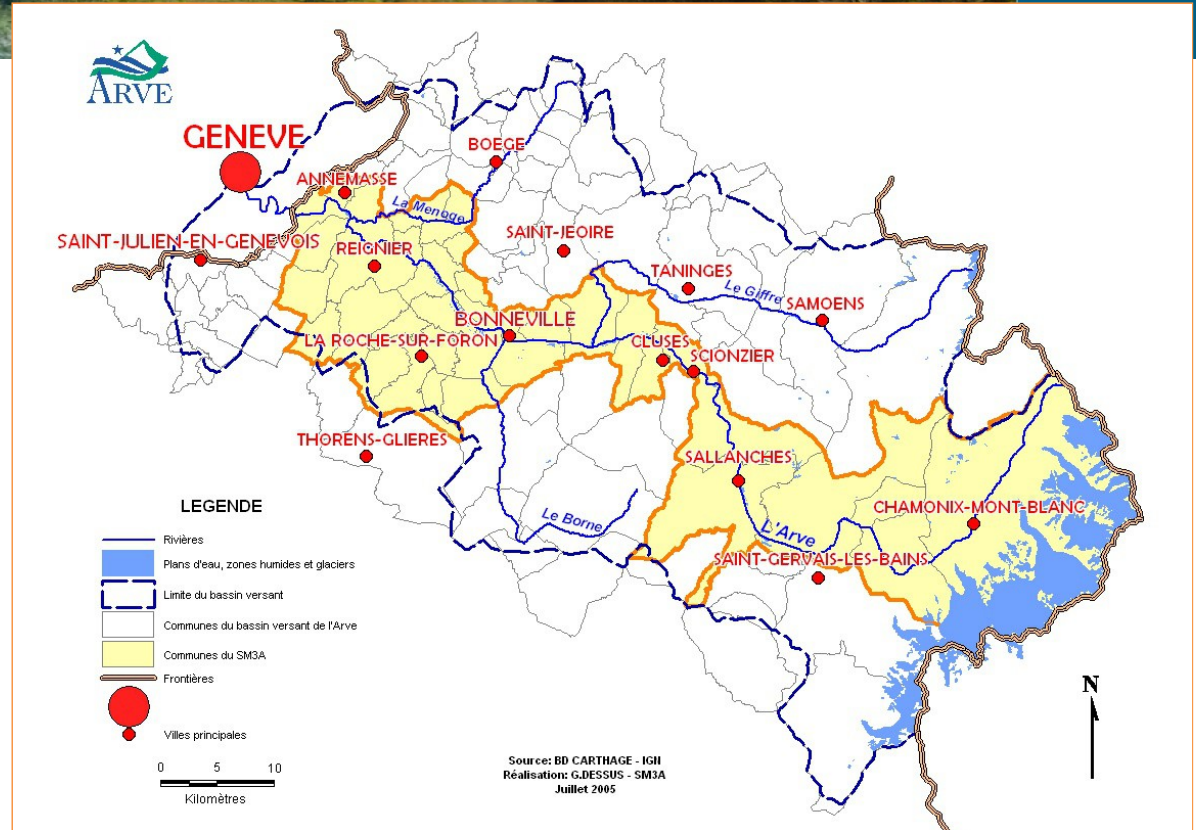 ARVE
GENEVE
BOEGE
ANNEMASSE
La Menoge
SAINT-JULIEN-EN-GENEVOIS
SAINT-JEOIRE
REIGNIER
TANINGES
Le Giffre
SAMOENS
BONNEVILLE
LA ROCHE-SUR-FORON
CLUSES
SCIONZIER
THORENS-GLIERES
SALLANCHES
CHAMONIX-MONT-BLANC
Le Borne
L'Arve
SAINT-GERVAIS-LES-BAINS
LEGENDE
Rivières
Plans d'eau, zones humides et glaciers
Limite du bassin versant
Communes du bassin versant de l'Arve
Communes du SM3A
Frontières
Villes principales
0 5 10
Kilomètres
Source: BD CARTHAGE - IGN
Réalisation: G.DESSUS - SM3A
Juillet 2005
N